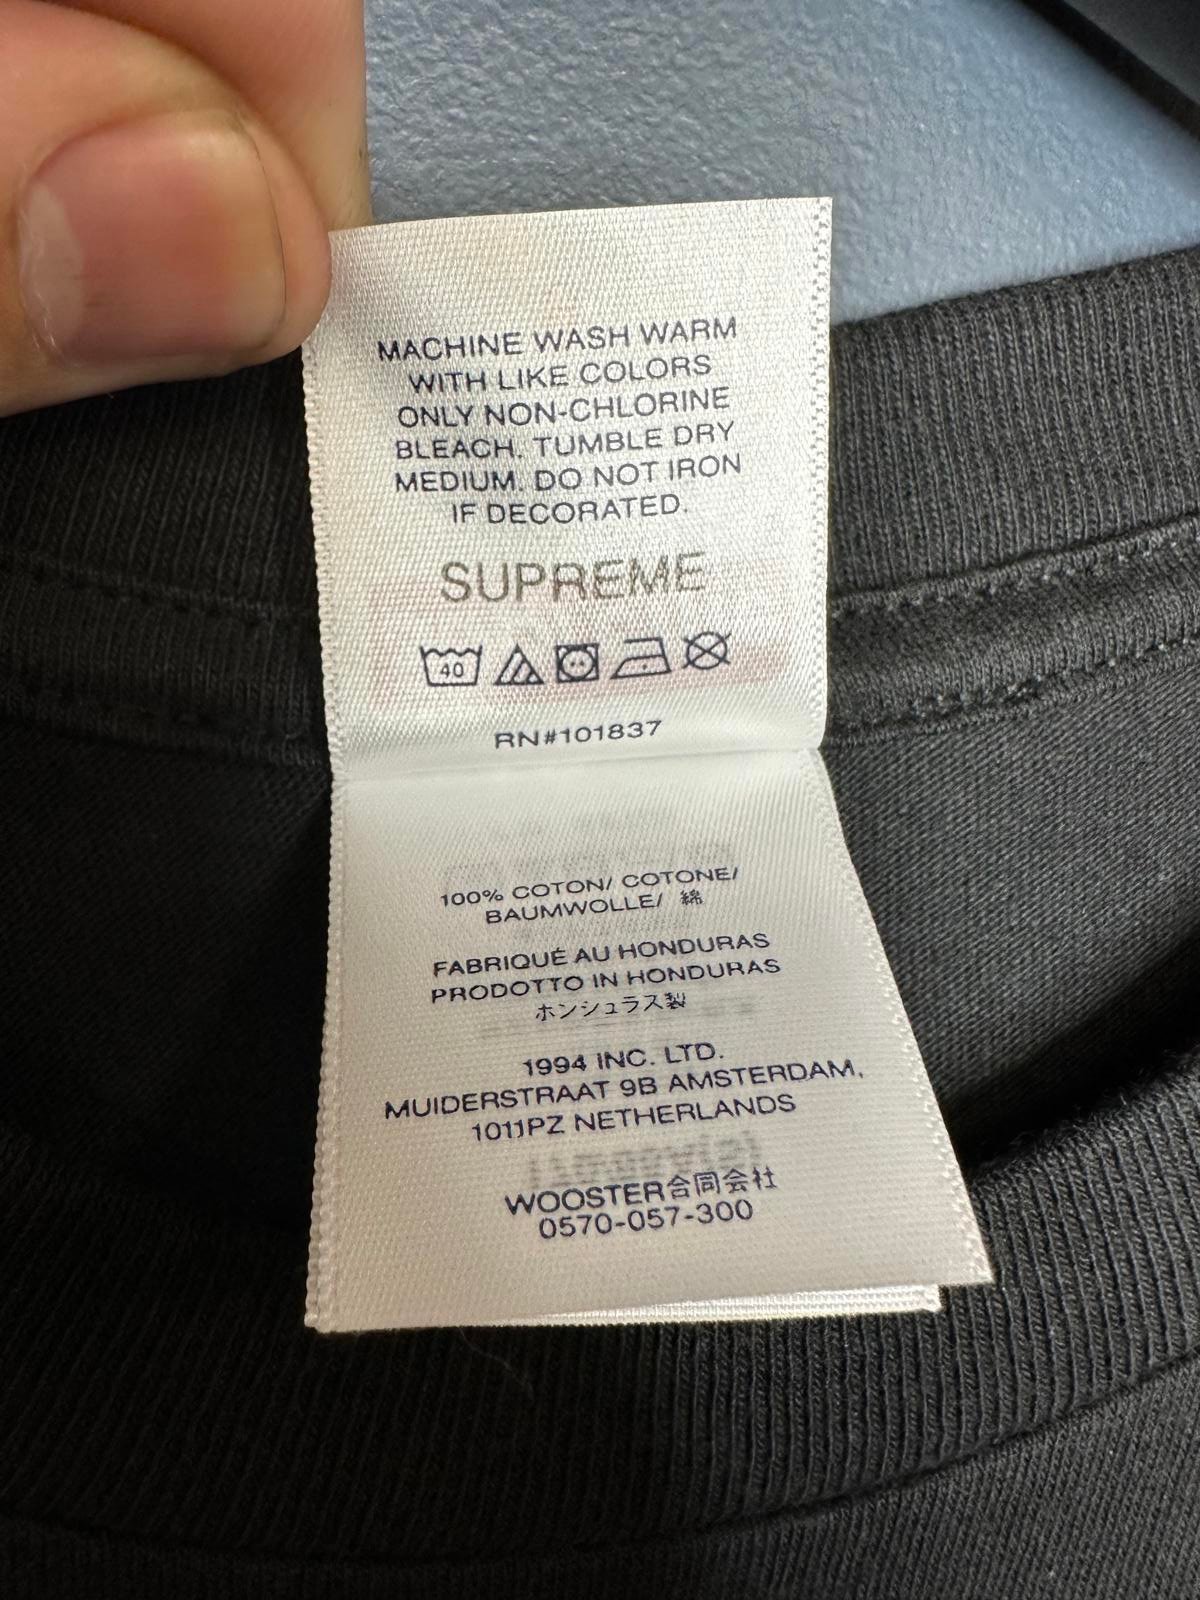 MACHINE WASH WARM
WITH LIKE COLORS
ONLY NON-CHLORINE
BLEACH. TUMBLE DRY
MEDIUM. DO NOT IRON
IF DECORATED.
SUPREME
40
RN#101837
100% COTON/ COTONE/
BAUMWOLLE/ 綿
FABRIQUÉ AU HONDURAS
PRODOTTO IN HONDURAS
ホンジュラス製
1994 INC. LTD.
MUIDERSTRAAT 9B AMSTERDAM,
1011PZ NETHERLANDS
WOOSTER合同会社
0570-057-300